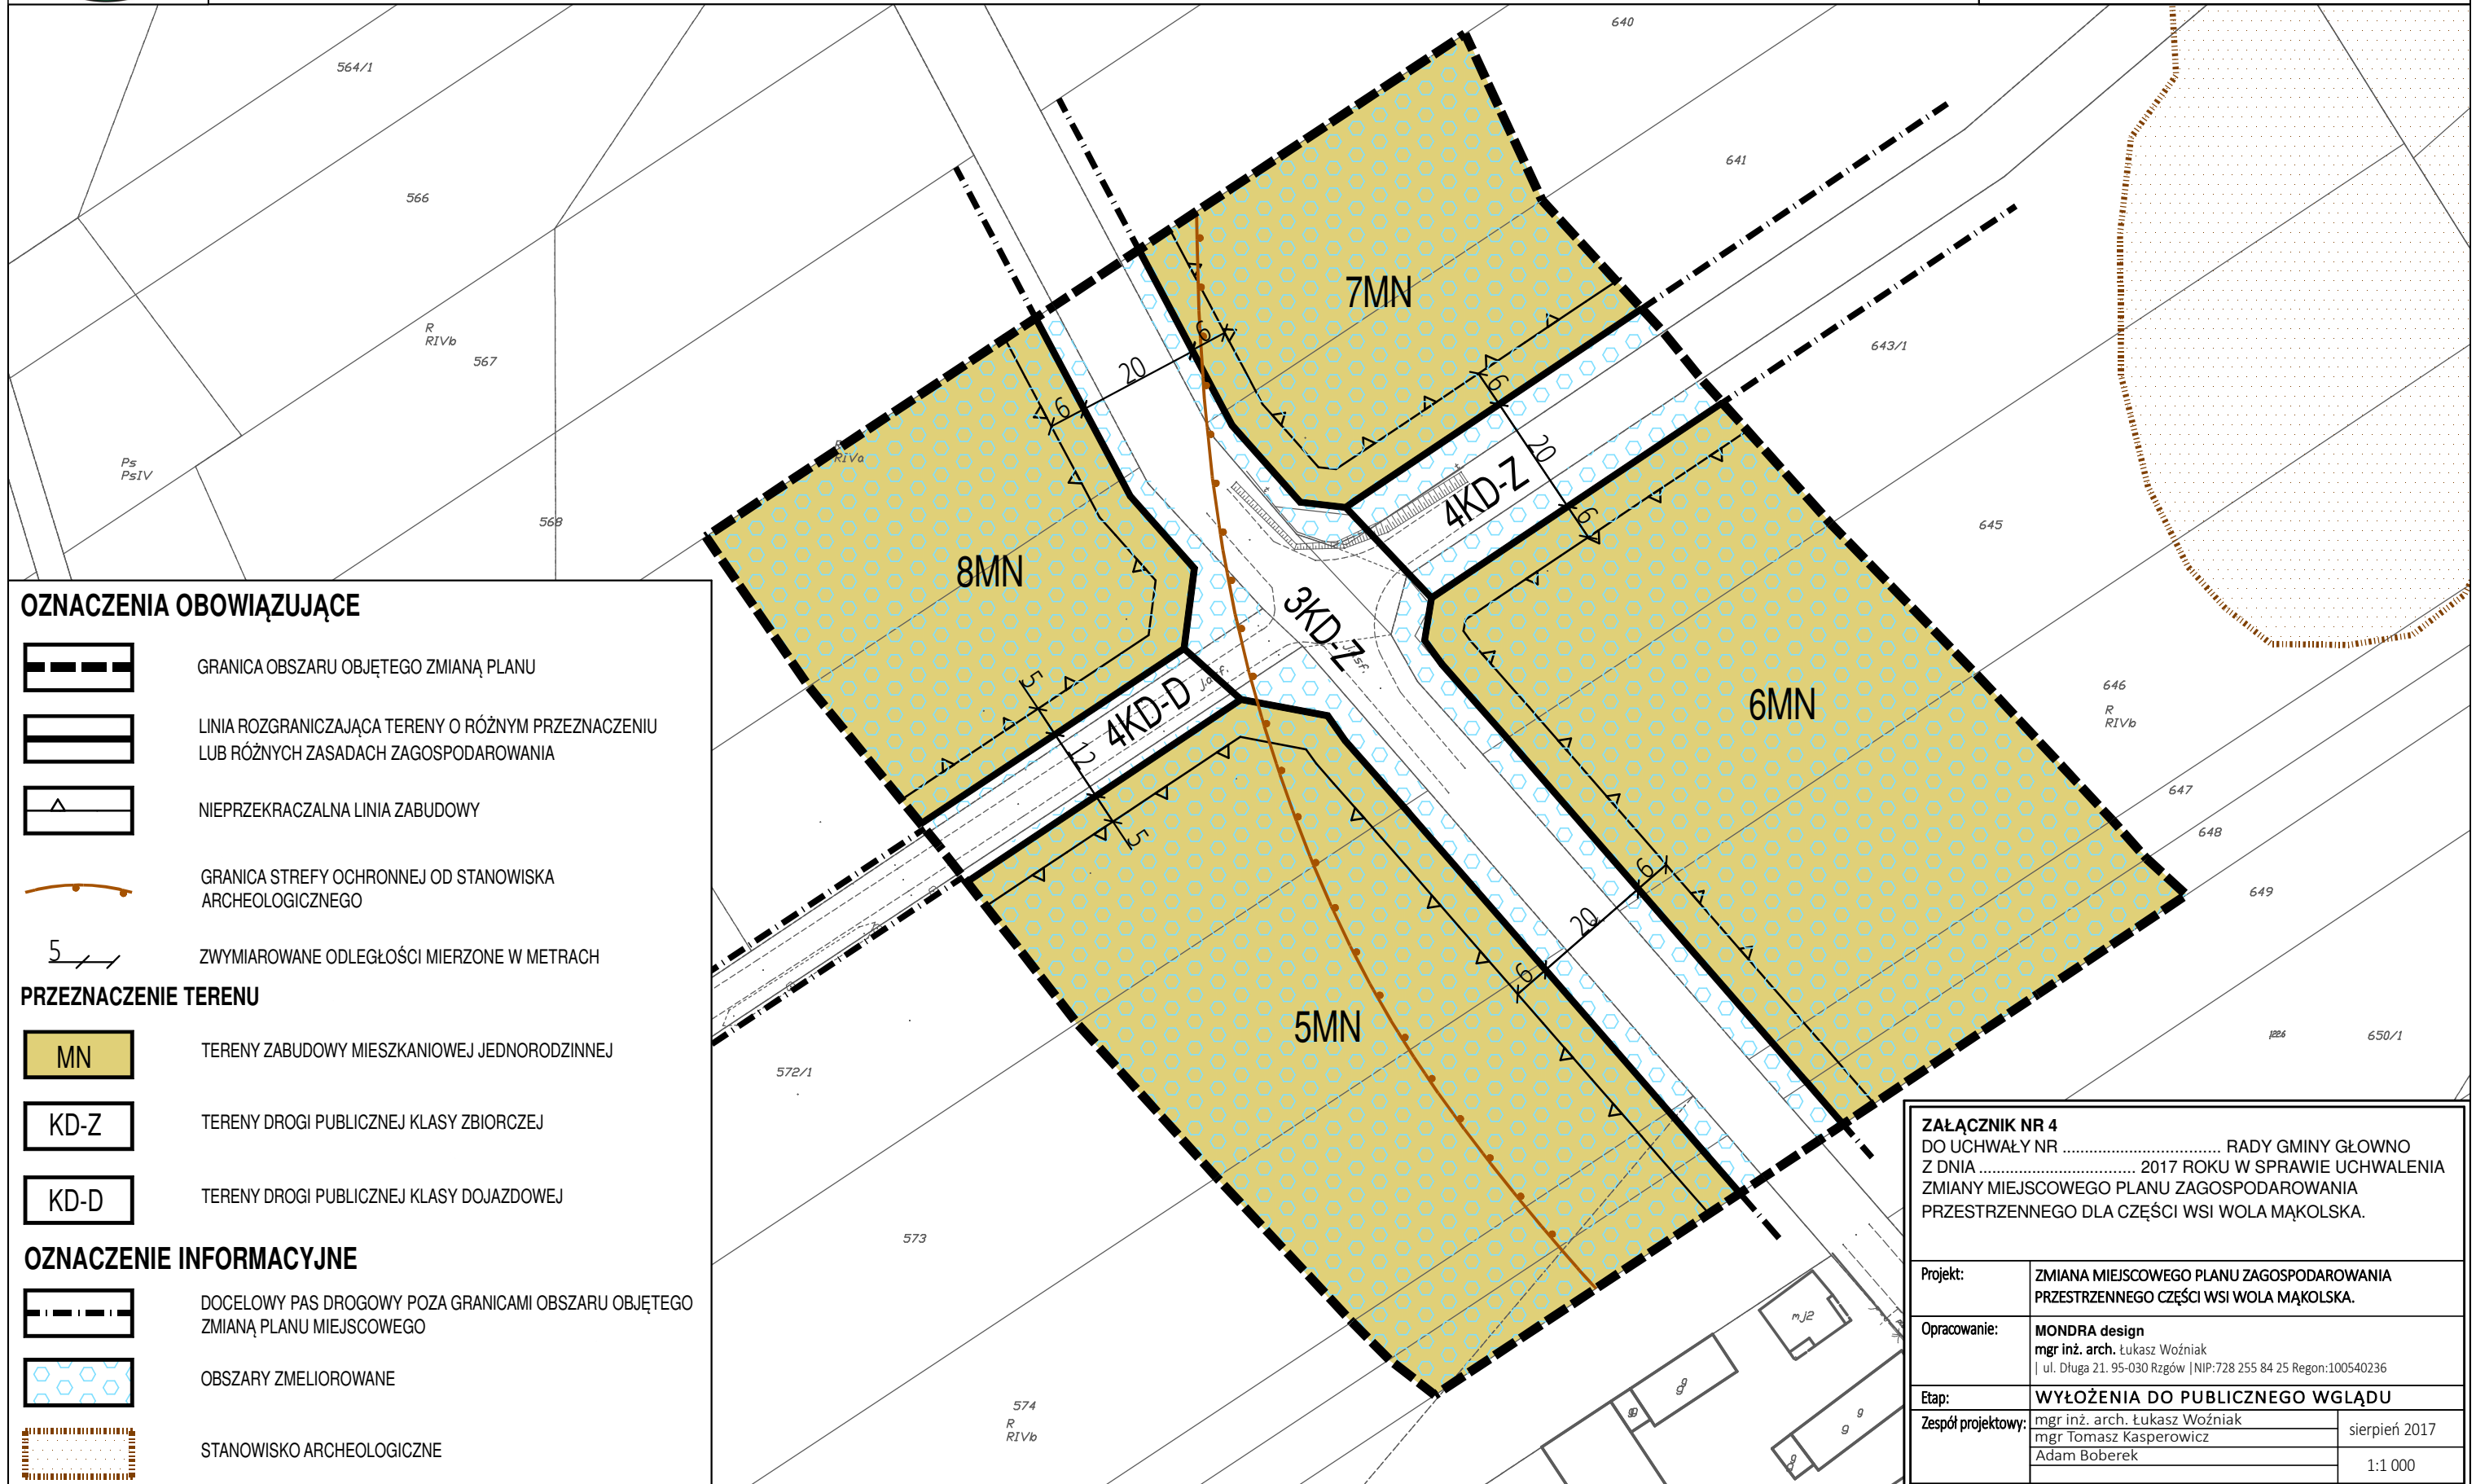 564/1
566
R
RIVb
567
Ps
PsIV
568
RIVa
640
641
643/1
645
646
R
RIVb
647
648
649
650/1
572/1
573
574
R
RIVb
7MN
8MN
6MN
5MN
4KD-Z
3KD-Z
4KD-D
20
6
6
6
20
6
5
12
5
6
20
6
mj2
g
g
g
g
g
OZNACZENIA OBOWIĄZUJĄCE
GRANICA OBSZARU OBJĘTEGO ZMIANĄ PLANU
LINIA ROZGRANICZAJĄCA TERENY O RÓŻNYM PRZEZNACZENIU
LUB RÓŻNYCH ZASADACH ZAGOSPODAROWANIA
NIEPRZEKRACZALNA LINIA ZABUDOWY
GRANICA STREFY OCHRONNEJ OD STANOWISKA
ARCHEOLOGICZNEGO
5
ZWYMIAROWANE ODLEGŁOŚCI MIERZONE W METRACH
PRZEZNACZENIE TERENU
MN
TERENY ZABUDOWY MIESZKANIOWEJ JEDNORODZINNEJ
KD-Z
TERENY DROGI PUBLICZNEJ KLASY ZBIORCZEJ
KD-D
TERENY DROGI PUBLICZNEJ KLASY DOJAZDOWEJ
OZNACZENIE INFORMACYJNE
DOCELOWY PAS DROGOWY POZA GRANICAMI OBSZARU OBJĘTEGO
ZMIANĄ PLANU MIEJSCOWEGO
OBSZARY ZMELIOROWANE
STANOWISKO ARCHEOLOGICZNE
ZAŁĄCZNIK NR 4
DO UCHWAŁY NR .................................... RADY GMINY GŁOWNO
Z DNIA ................................... 2017 ROKU W SPRAWIE UCHWALENIA
ZMIANY MIEJSCOWEGO PLANU ZAGOSPODAROWANIA
PRZESTRZENNEGO DLA CZĘŚCI WSI WOLA MĄKOLSKA.
Projekt:
ZMIANA MIEJSCOWEGO PLANU ZAGOSPODAROWANIA
PRZESTRZENNEGO CZĘŚCI WSI WOLA MĄKOLSKA.
Opracowanie:
MONDRA design
mgr inż. arch. Łukasz Woźniak
| ul. Długa 21. 95-030 Rzgów |NIP:728 255 84 25 Regon:100540236
Etap:
WYŁOŻENIA DO PUBLICZNEGO WGLĄDU
Zespół projektowy:
mgr inż. arch. Łukasz Woźniak
mgr Tomasz Kasperowicz
Adam Boberek
sierpień 2017
1:1 000